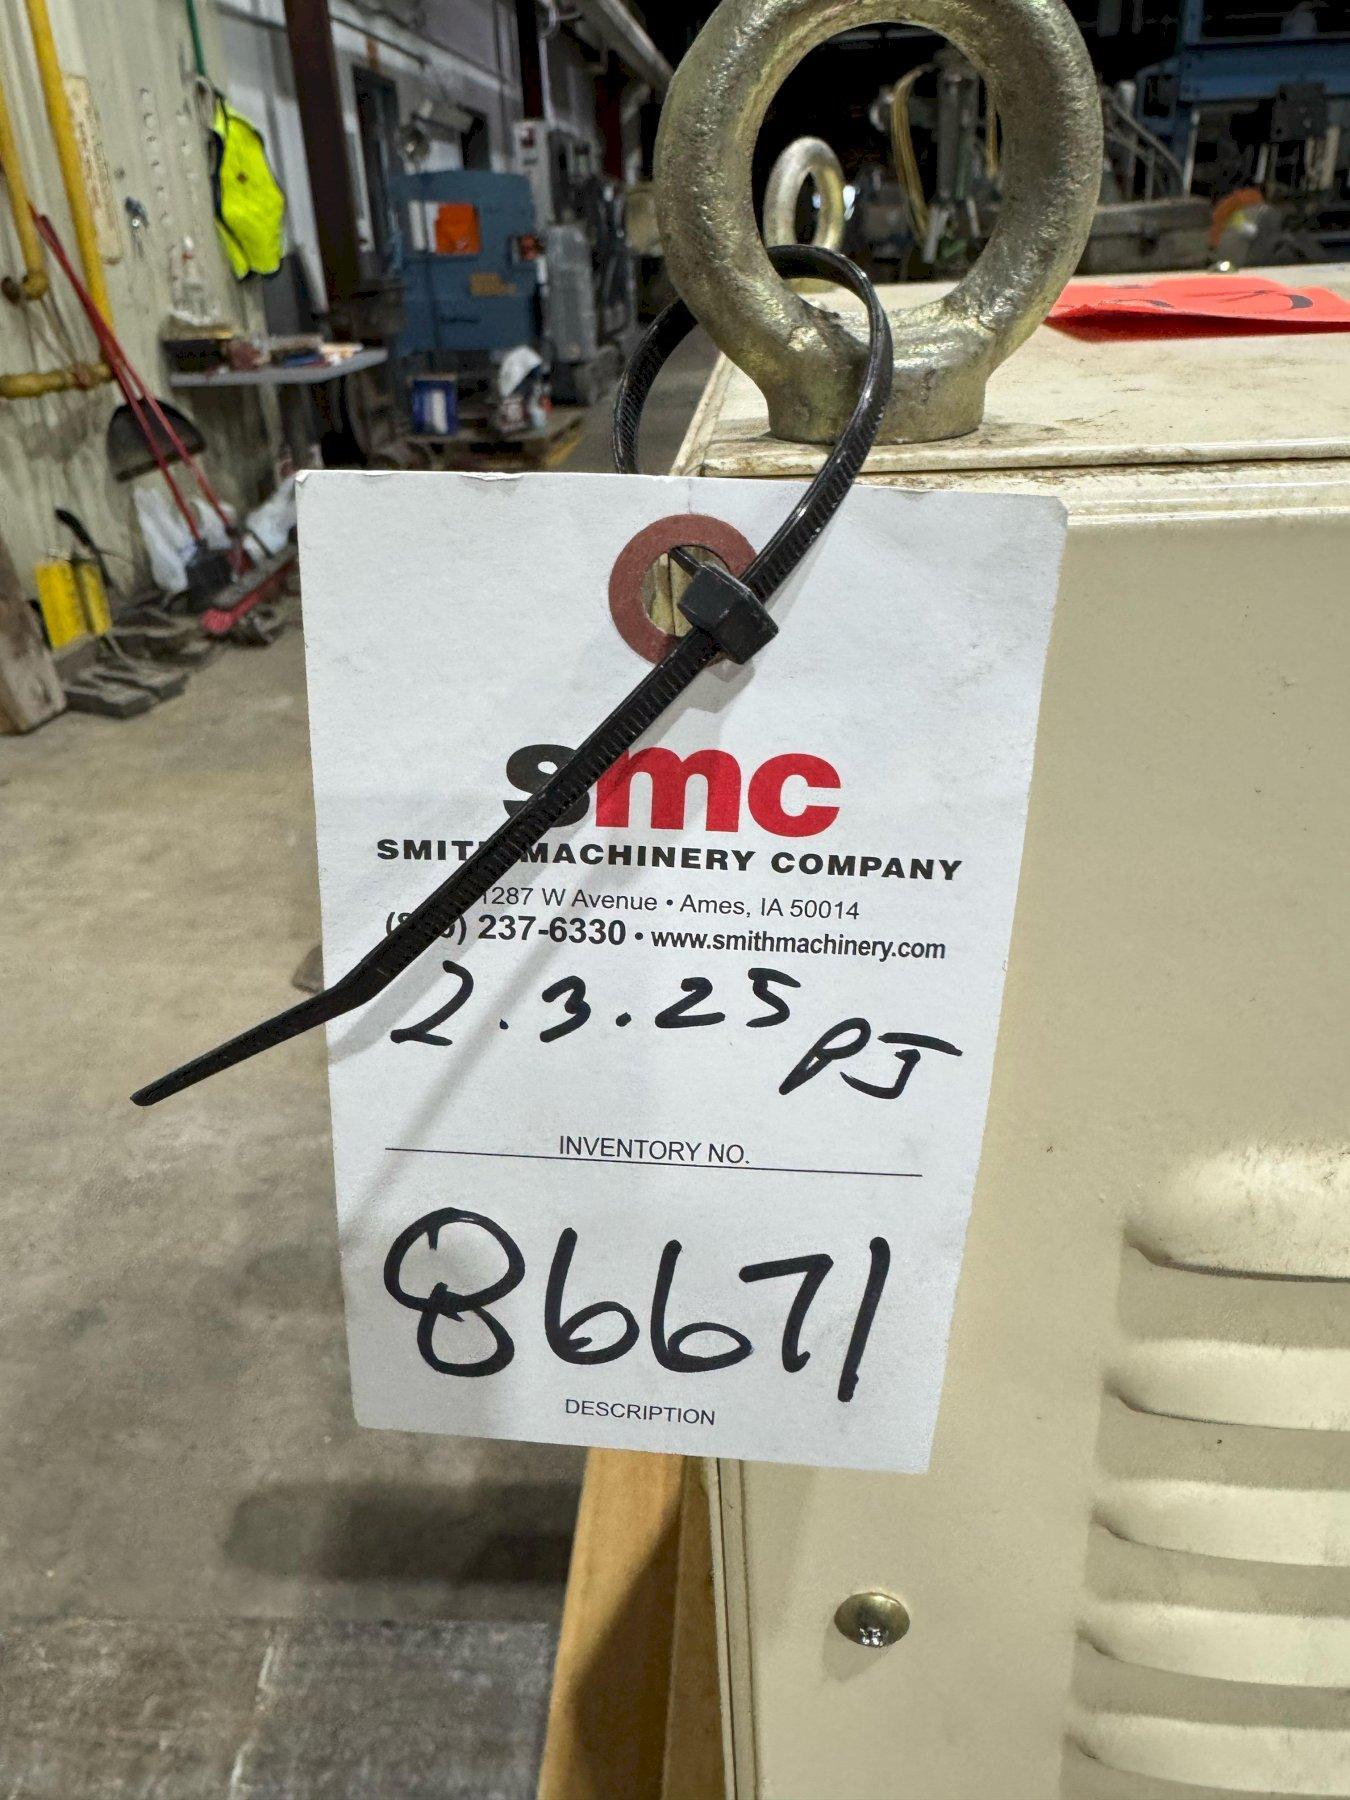 smc
SMITH MACHINERY COMPANY
1287 W Avenue • Ames, IA 50014
237-6330 • www.smithmachinery.com
2.3.25
PJ
INVENTORY NO.
86671
DESCRIPTION